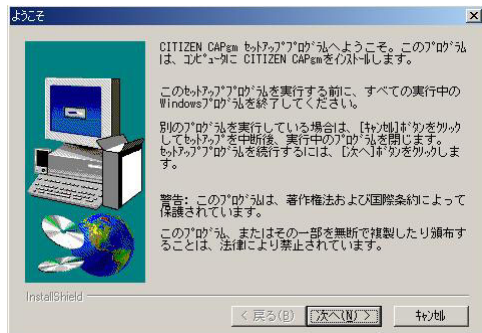 ようこそ
CITIZEN CAPgm ｾｯﾄｱｯﾌﾟﾌﾟﾛｸﾞﾗﾑへようこそ。このﾌﾟﾛｸﾞﾗﾑ
は、ｺﾝﾋﾟｭｰﾀに CITIZEN CAPgmをｲﾝｽﾄｰﾙします。
このｾｯﾄｱｯﾌﾟﾌﾟﾛｸﾞﾗﾑを実行する前に、すべての実行中の
Windowsﾌﾟﾛｸﾞﾗﾑを終了してください。
別のﾌﾟﾛｸﾞﾗﾑを実行している場合は、[ｷｬﾝｾﾙ]ﾎﾞﾀﾝをｸﾘｯｸ
してｾｯﾄｱｯﾌﾟを中断後、実行中のﾌﾟﾛｸﾞﾗﾑを閉じます。
ｾｯﾄｱｯﾌﾟﾌﾟﾛｸﾞﾗﾑを続行するには、[次へ]ﾎﾞﾀﾝをｸﾘｯｸしま
す。
警告: このﾌﾟﾛｸﾞﾗﾑは、著作権法および国際条約によって
保護されています。
このﾌﾟﾛｸﾞﾗﾑ、またはその一部を無断で複製したり頒布す
ることは、法律により禁止されています。
InstallShield
< 戻る(B) 次へ(N) > ｷｬﾝｾﾙ